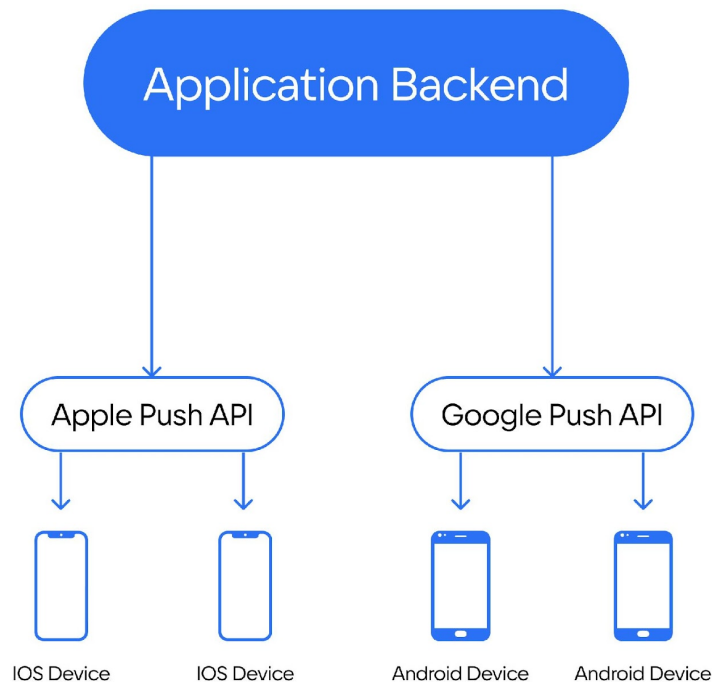 Application Backend
Apple Push API
Google Push API
IOS Device
IOS Device
Android Device
Android Device